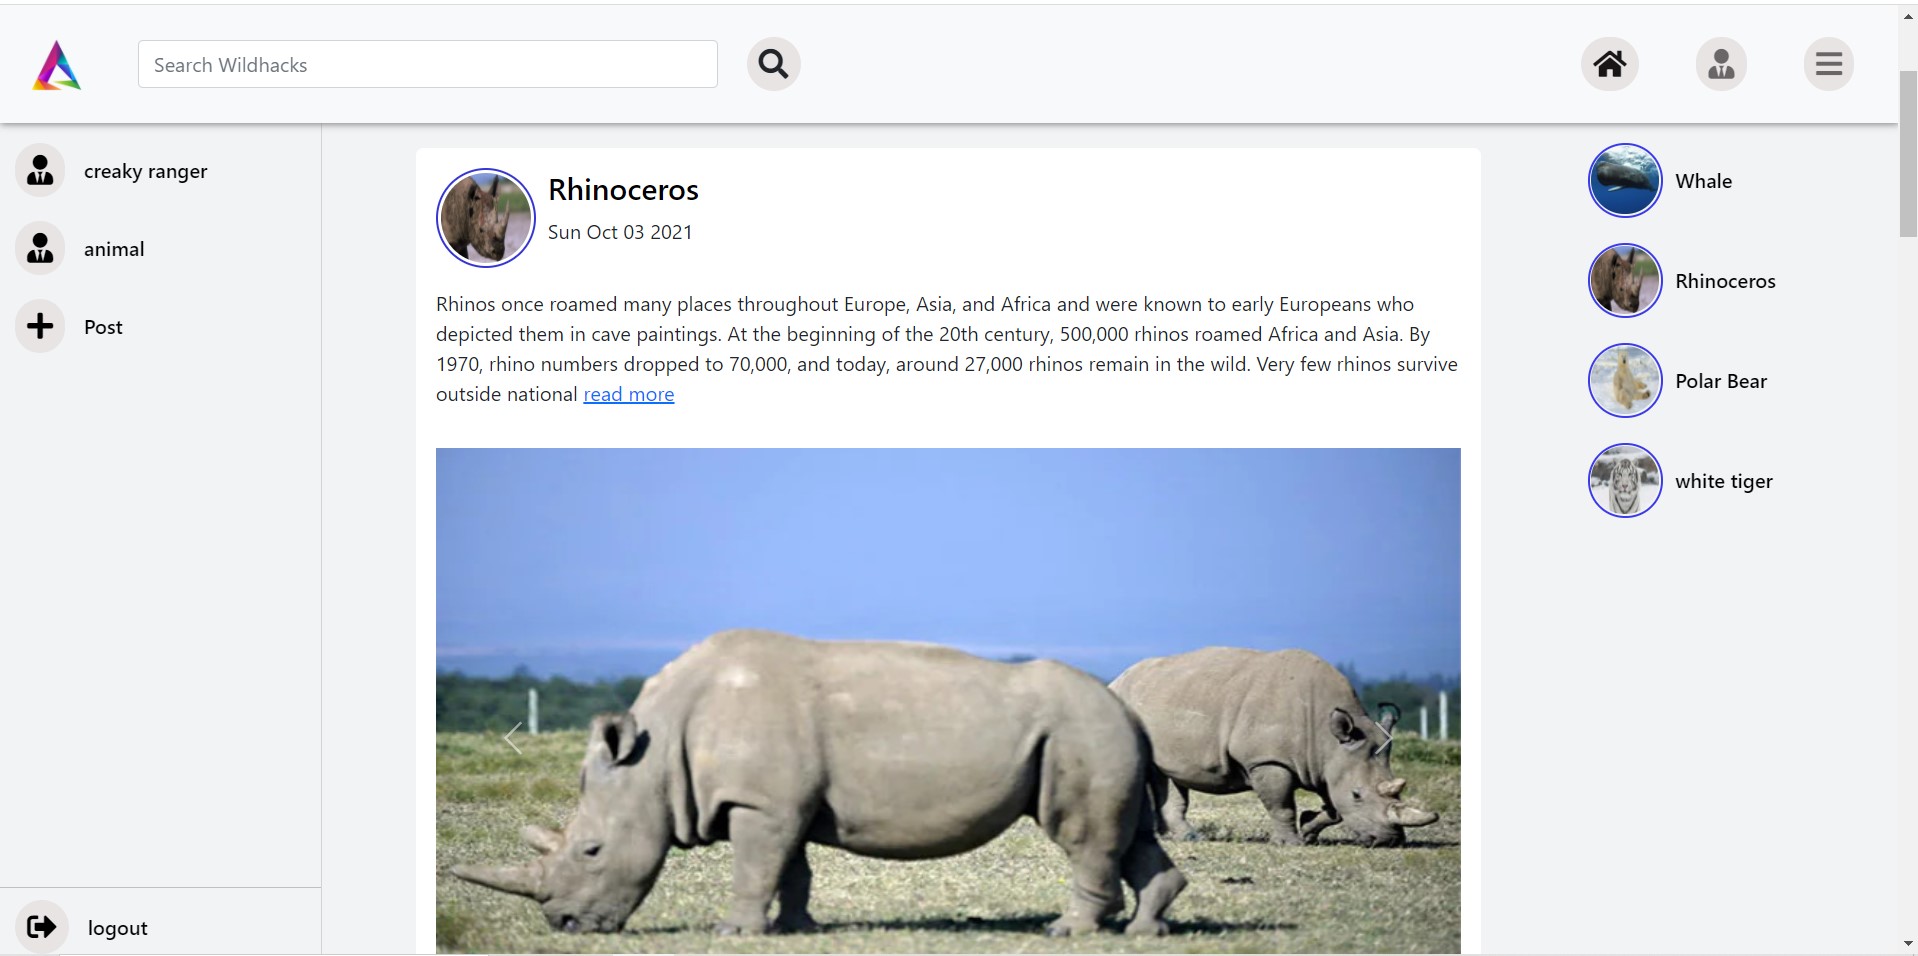 Search Wildhacks
creaky ranger
animal
Post
logout
Rhinoceros
Sun Oct 03 2021
Rhinos once roamed many places throughout Europe, Asia, and Africa and were known to early Europeans who
depicted them in cave paintings. At the beginning of the 20th century, 500,000 rhinos roamed Africa and Asia. By
1970, rhino numbers dropped to 70,000, and today, around 27,000 rhinos remain in the wild. Very few rhinos survive
outside national read more
Whale
Rhinoceros
Polar Bear
white tiger